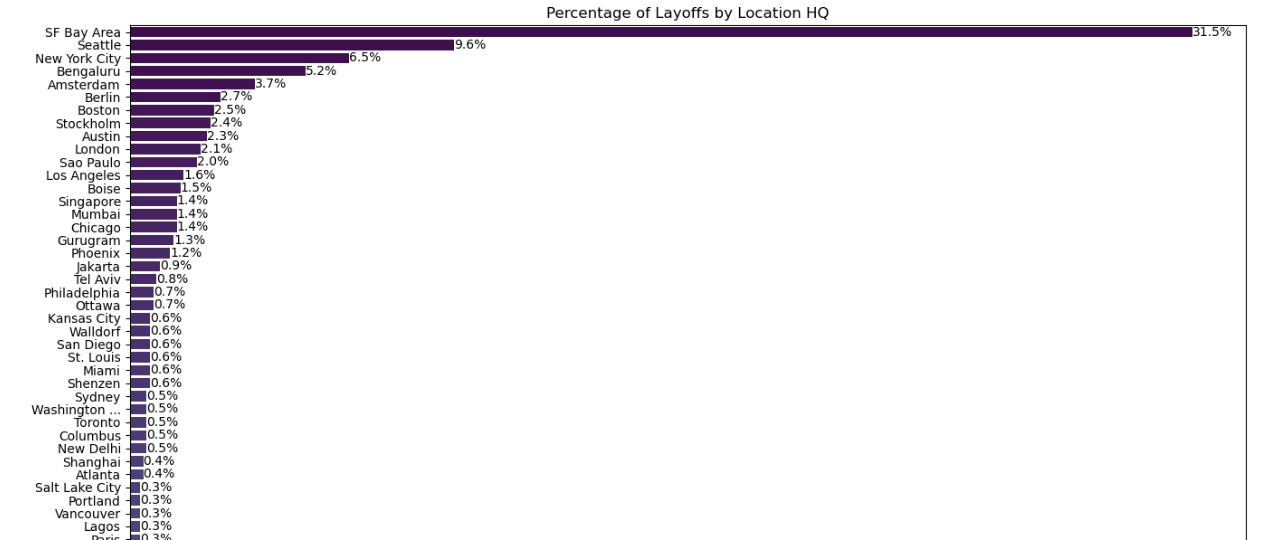 Percentage of Layoffs by Location HQ
SF Bay Area 31.5%
Seattle 9.6%
New York City 6.5%
Bengaluru 5.2%
Amsterdam 3.7%
Berlin 2.7%
Boston 2.5%
Stockholm 2.4%
Austin 2.3%
London 2.1%
Sao Paulo 2.0%
Los Angeles 1.6%
Boise 1.5%
Singapore 1.4%
Mumbai 1.4%
Chicago 1.4%
Gurugram 1.3%
Phoenix 1.2%
Jakarta 0.9%
Tel Aviv 0.8%
Philadelphia 0.7%
Ottawa 0.7%
Kansas City 0.6%
Walldorf 0.6%
San Diego 0.6%
St. Louis 0.6%
Miami 0.6%
Shenzen 0.6%
Sydney 0.5%
Washington ... 0.5%
Toronto 0.5%
Columbus 0.5%
New Delhi 0.5%
Shanghai 0.4%
Atlanta 0.4%
Salt Lake City 0.3%
Portland 0.3%
Vancouver 0.3%
Lagos 0.3%
Paris 0.3%